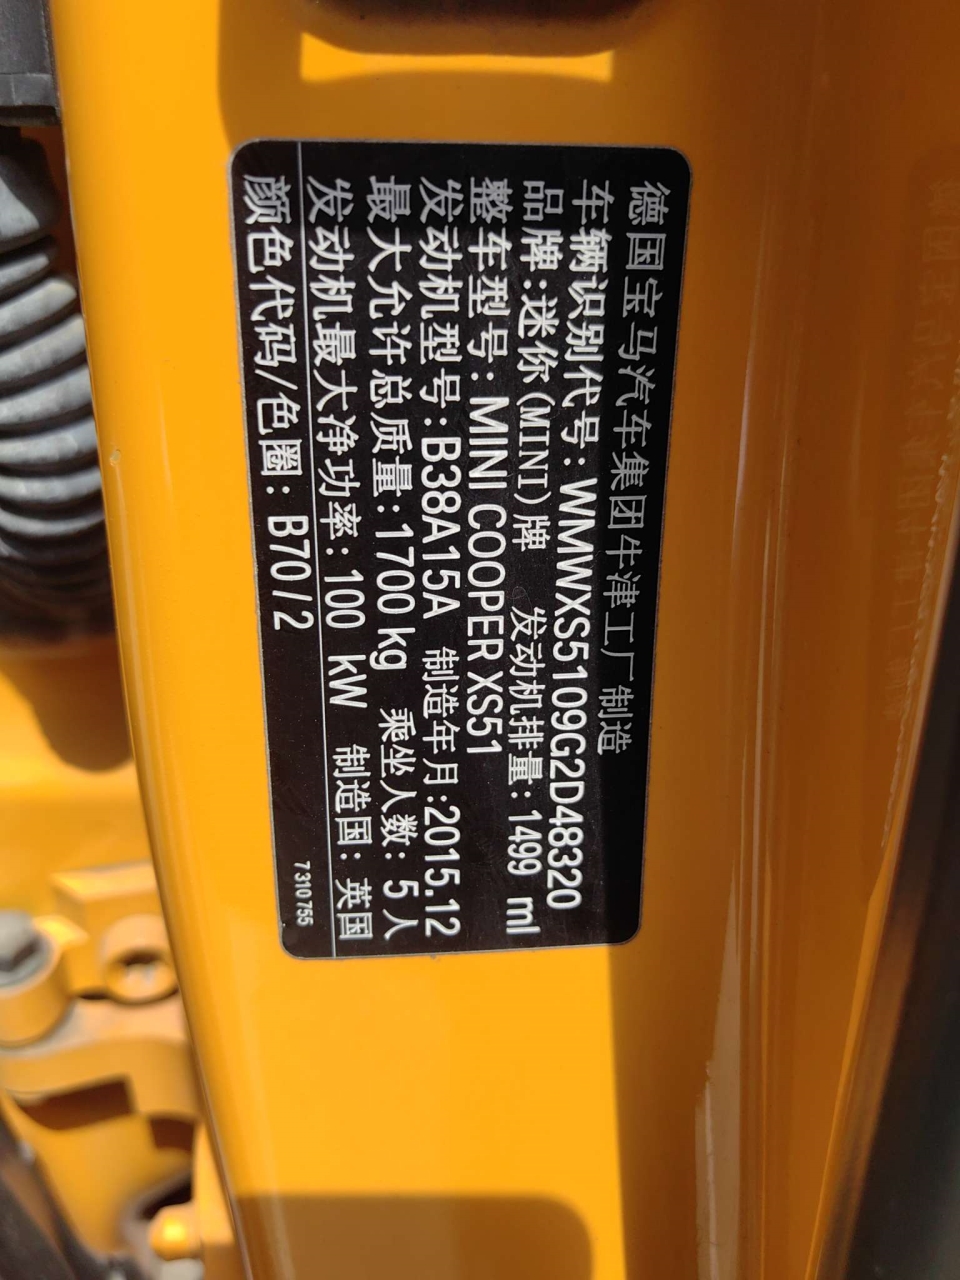 德国宝马汽车集团牛津工厂制造
车辆识别代号:WMWXS5109G2D48320
品牌:迷你(MINI)牌 发动机排量:1499 ml
整车型号:MINI COOPER XS51
发动机型号:B38A15A 制造年月:2015.12
最大允许总质量:1700 kg 乘坐人数:5人
发动机最大净功率:100 kW 制造国:英国
颜色代码/色圈:B70/2
7310755